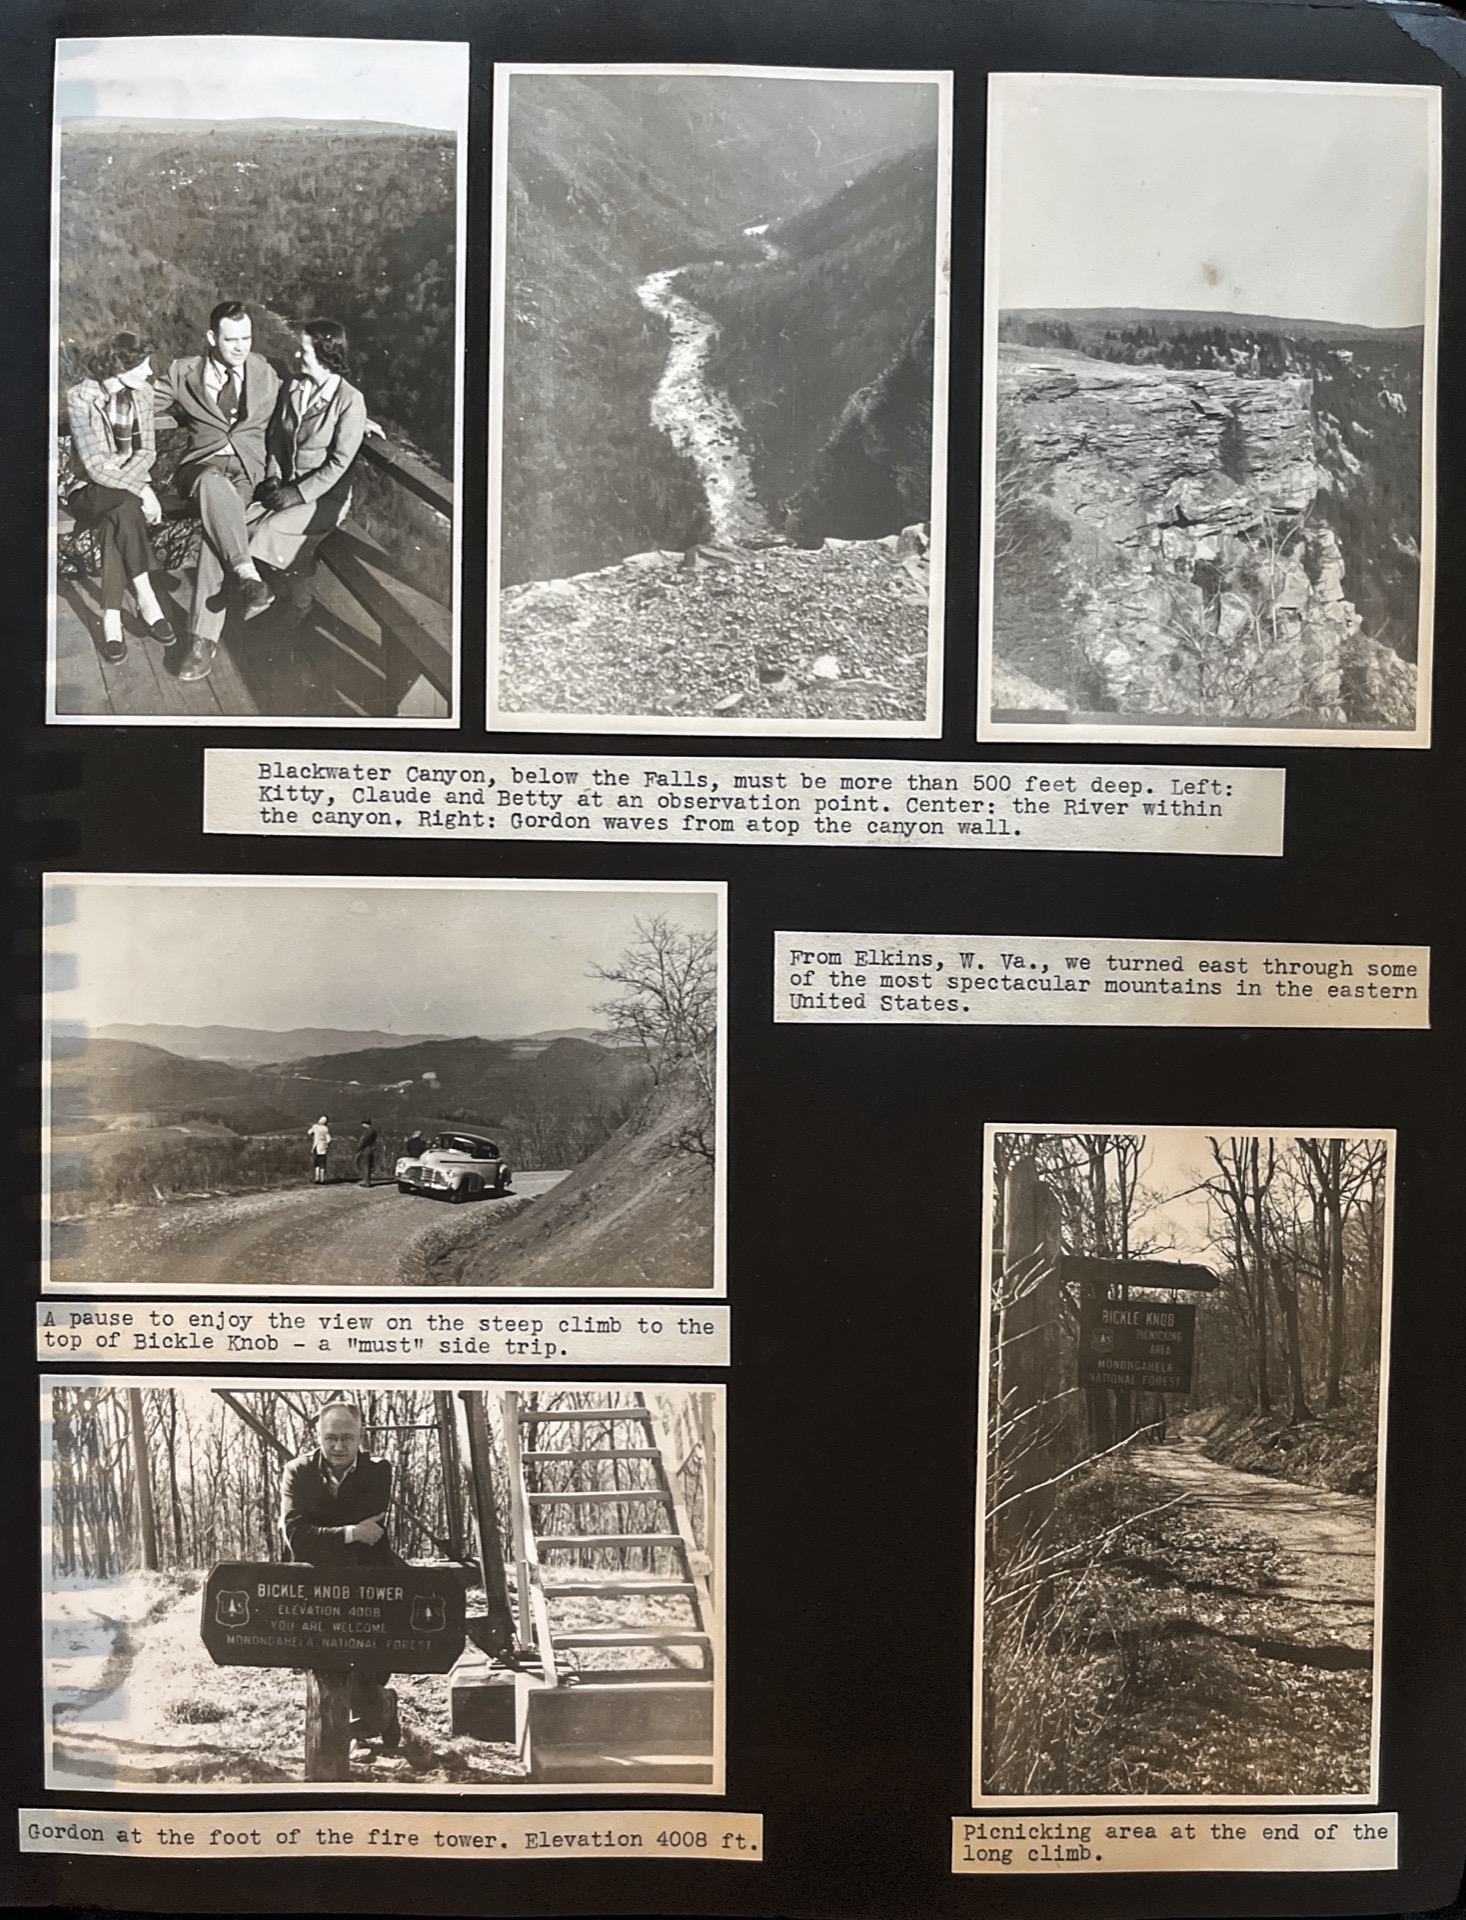 Blackwater Canyon, below the Falls, must be more than 500 feet deep. Left:
Kitty, Claude and Betty at an observation point. Center: the River within
the canyon. Right: Gordon waves from atop the canyon wall.
From Elkins, W. Va., we turned east through some
of the most spectacular mountains in the eastern
United States.
A pause to enjoy the view on the steep climb to the
top of Bickle Knob - a "must" side trip.
BICKLE KNOB
PICNICKING
AREA
MONONGAHELA
NATIONAL FOREST
BICKLE KNOB TOWER
ELEVATION 4008
YOU ARE WELCOME
MONONGAHELA NATIONAL FOREST
Gordon at the foot of the fire tower. Elevation 4008 ft.
Picnicking area at the end of the
long climb.